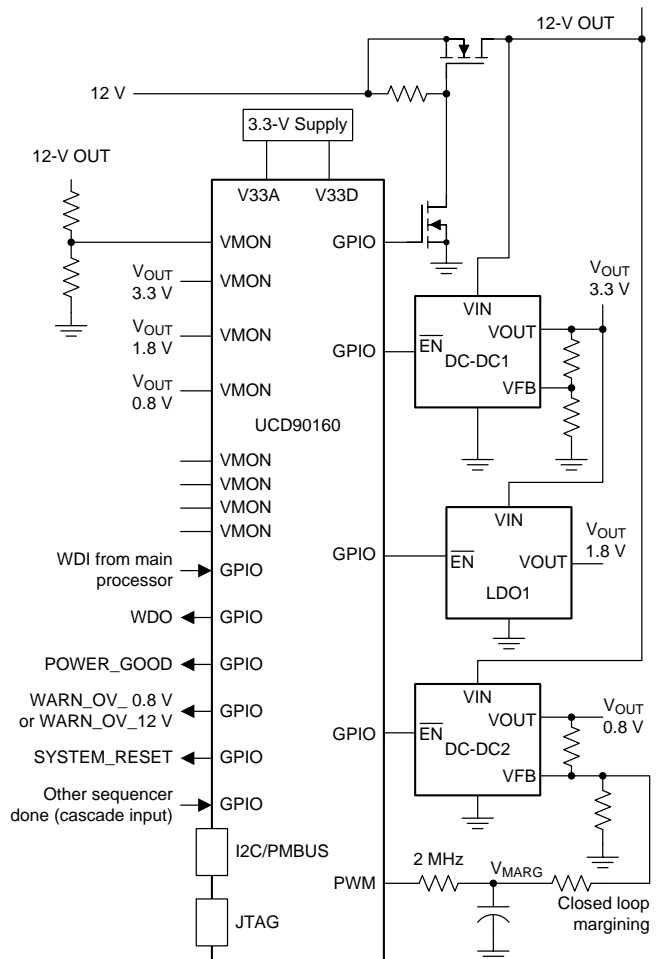 12-V OUT
12 V
3.3-V Supply
12-V OUT
V33A V33D
VMON
GPIO
VOUT
3.3 V
VMON
VOUT
3.3 V
VIN
VOUT
EN
DC-DC1
VFB
GPIO
VOUT
1.8 V
VMON
VOUT
0.8 V
VMON
UCD90160
VMON
VMON
VMON
VMON
VIN
VOUT
1.8 V
GPIO
EN
VOUT
LDO1
WDI from main
processor
GPIO
WDO
GPIO
POWER_GOOD
GPIO
WARN_OV_ 0.8 V
or WARN_OV_12 V
GPIO
VIN
VOUT
VOUT
0.8 V
GPIO
EN
DC-DC2
VFB
SYSTEM_RESET
GPIO
Other sequencer
done (cascade input)
GPIO
I2C/PMBUS
PWM
2 MHz
VMARG
Closed loop
margining
JTAG